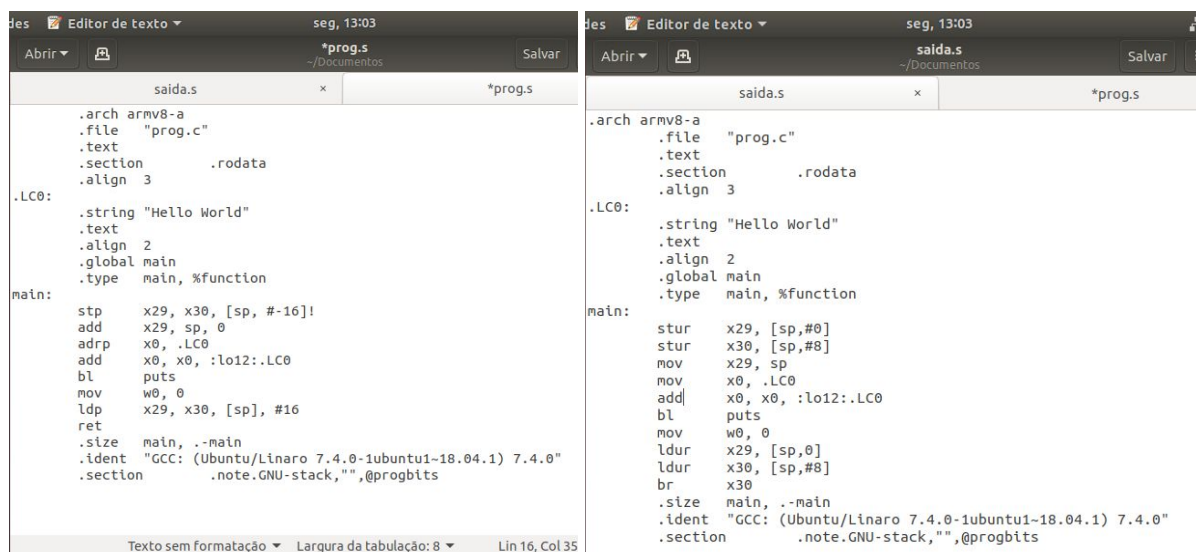 des Editor de texto ▾ seg, 13:03
Abrir ▾ *prog.s Salvar
~/Documentos
saida.s × *prog.s
.arch armv8-a
.file "prog.c"
.text
.section .rodata
.align 3
.LC0:
.string "Hello World"
.text
.align 2
.global main
.type main, %function
main:
stp x29, x30, [sp, #-16]!
add x29, sp, 0
adrp x0, .LC0
add x0, x0, :lo12:.LC0
bl puts
mov w0, 0
ldp x29, x30, [sp], #16
ret
.size main, .-main
.ident "GCC: (Ubuntu/Linaro 7.4.0-1ubuntu1~18.04.1) 7.4.0"
.section .note.GNU-stack,"",@progbits
Texto sem formatação ▾ Largura da tabulação: 8 ▾ Lin 16, Col 35
des Editor de texto ▾ seg, 13:03
Abrir ▾ saida.s Salvar
~/Documentos
saida.s × *prog.s
.arch armv8-a
.file "prog.c"
.text
.section .rodata
.align 3
.LC0:
.string "Hello World"
.text
.align 2
.global main
.type main, %function
main:
stur x29, [sp,#0]
stur x30, [sp,#8]
mov x29, sp
mov x0, .LC0
add x0, x0, :lo12:.LC0
bl puts
mov w0, 0
ldur x29, [sp,0]
ldur x30, [sp,#8]
br x30
.size main, .-main
.ident "GCC: (Ubuntu/Linaro 7.4.0-1ubuntu1~18.04.1) 7.4.0"
.section .note.GNU-stack,"",@progbits